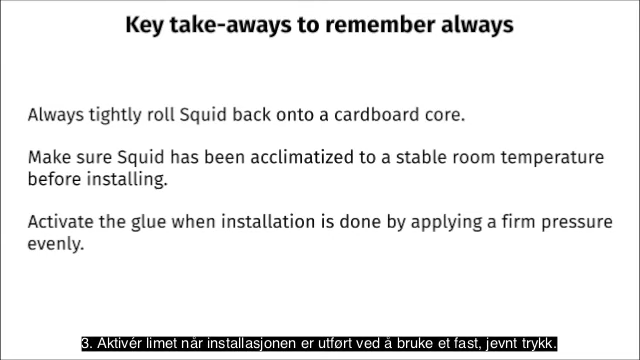 Key take-aways to remember always
Always tightly roll Squid back onto a cardboard core.
Make sure Squid has been acclimatized to a stable room temperature
before installing.
Activate the glue when installation is done by applying a firm pressure
evenly.
3. Aktivér limet når installasjonen er utført ved å bruke et fast, jevnt trykk.